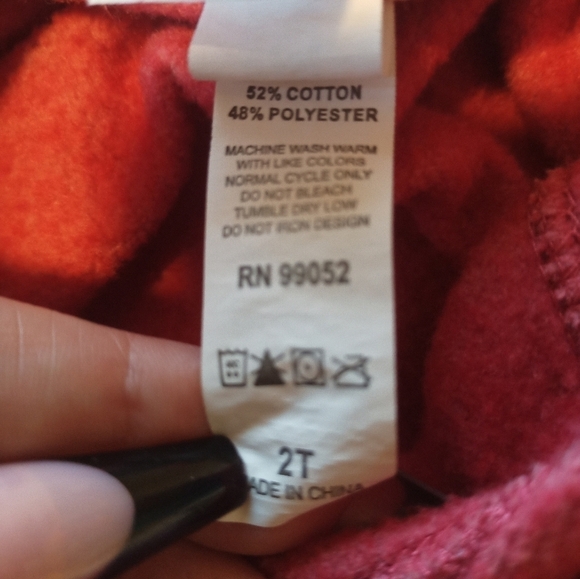 52% COTTON
48% POLYESTER
MACHINE WASH WARM
WITH LIKE COLORS
NORMAL CYCLE ONLY
DO NOT BLEACH
TUMBLE DRY LOW
DO NOT IRON DESIGN
RN 99052
2T
ADE IN CHINA